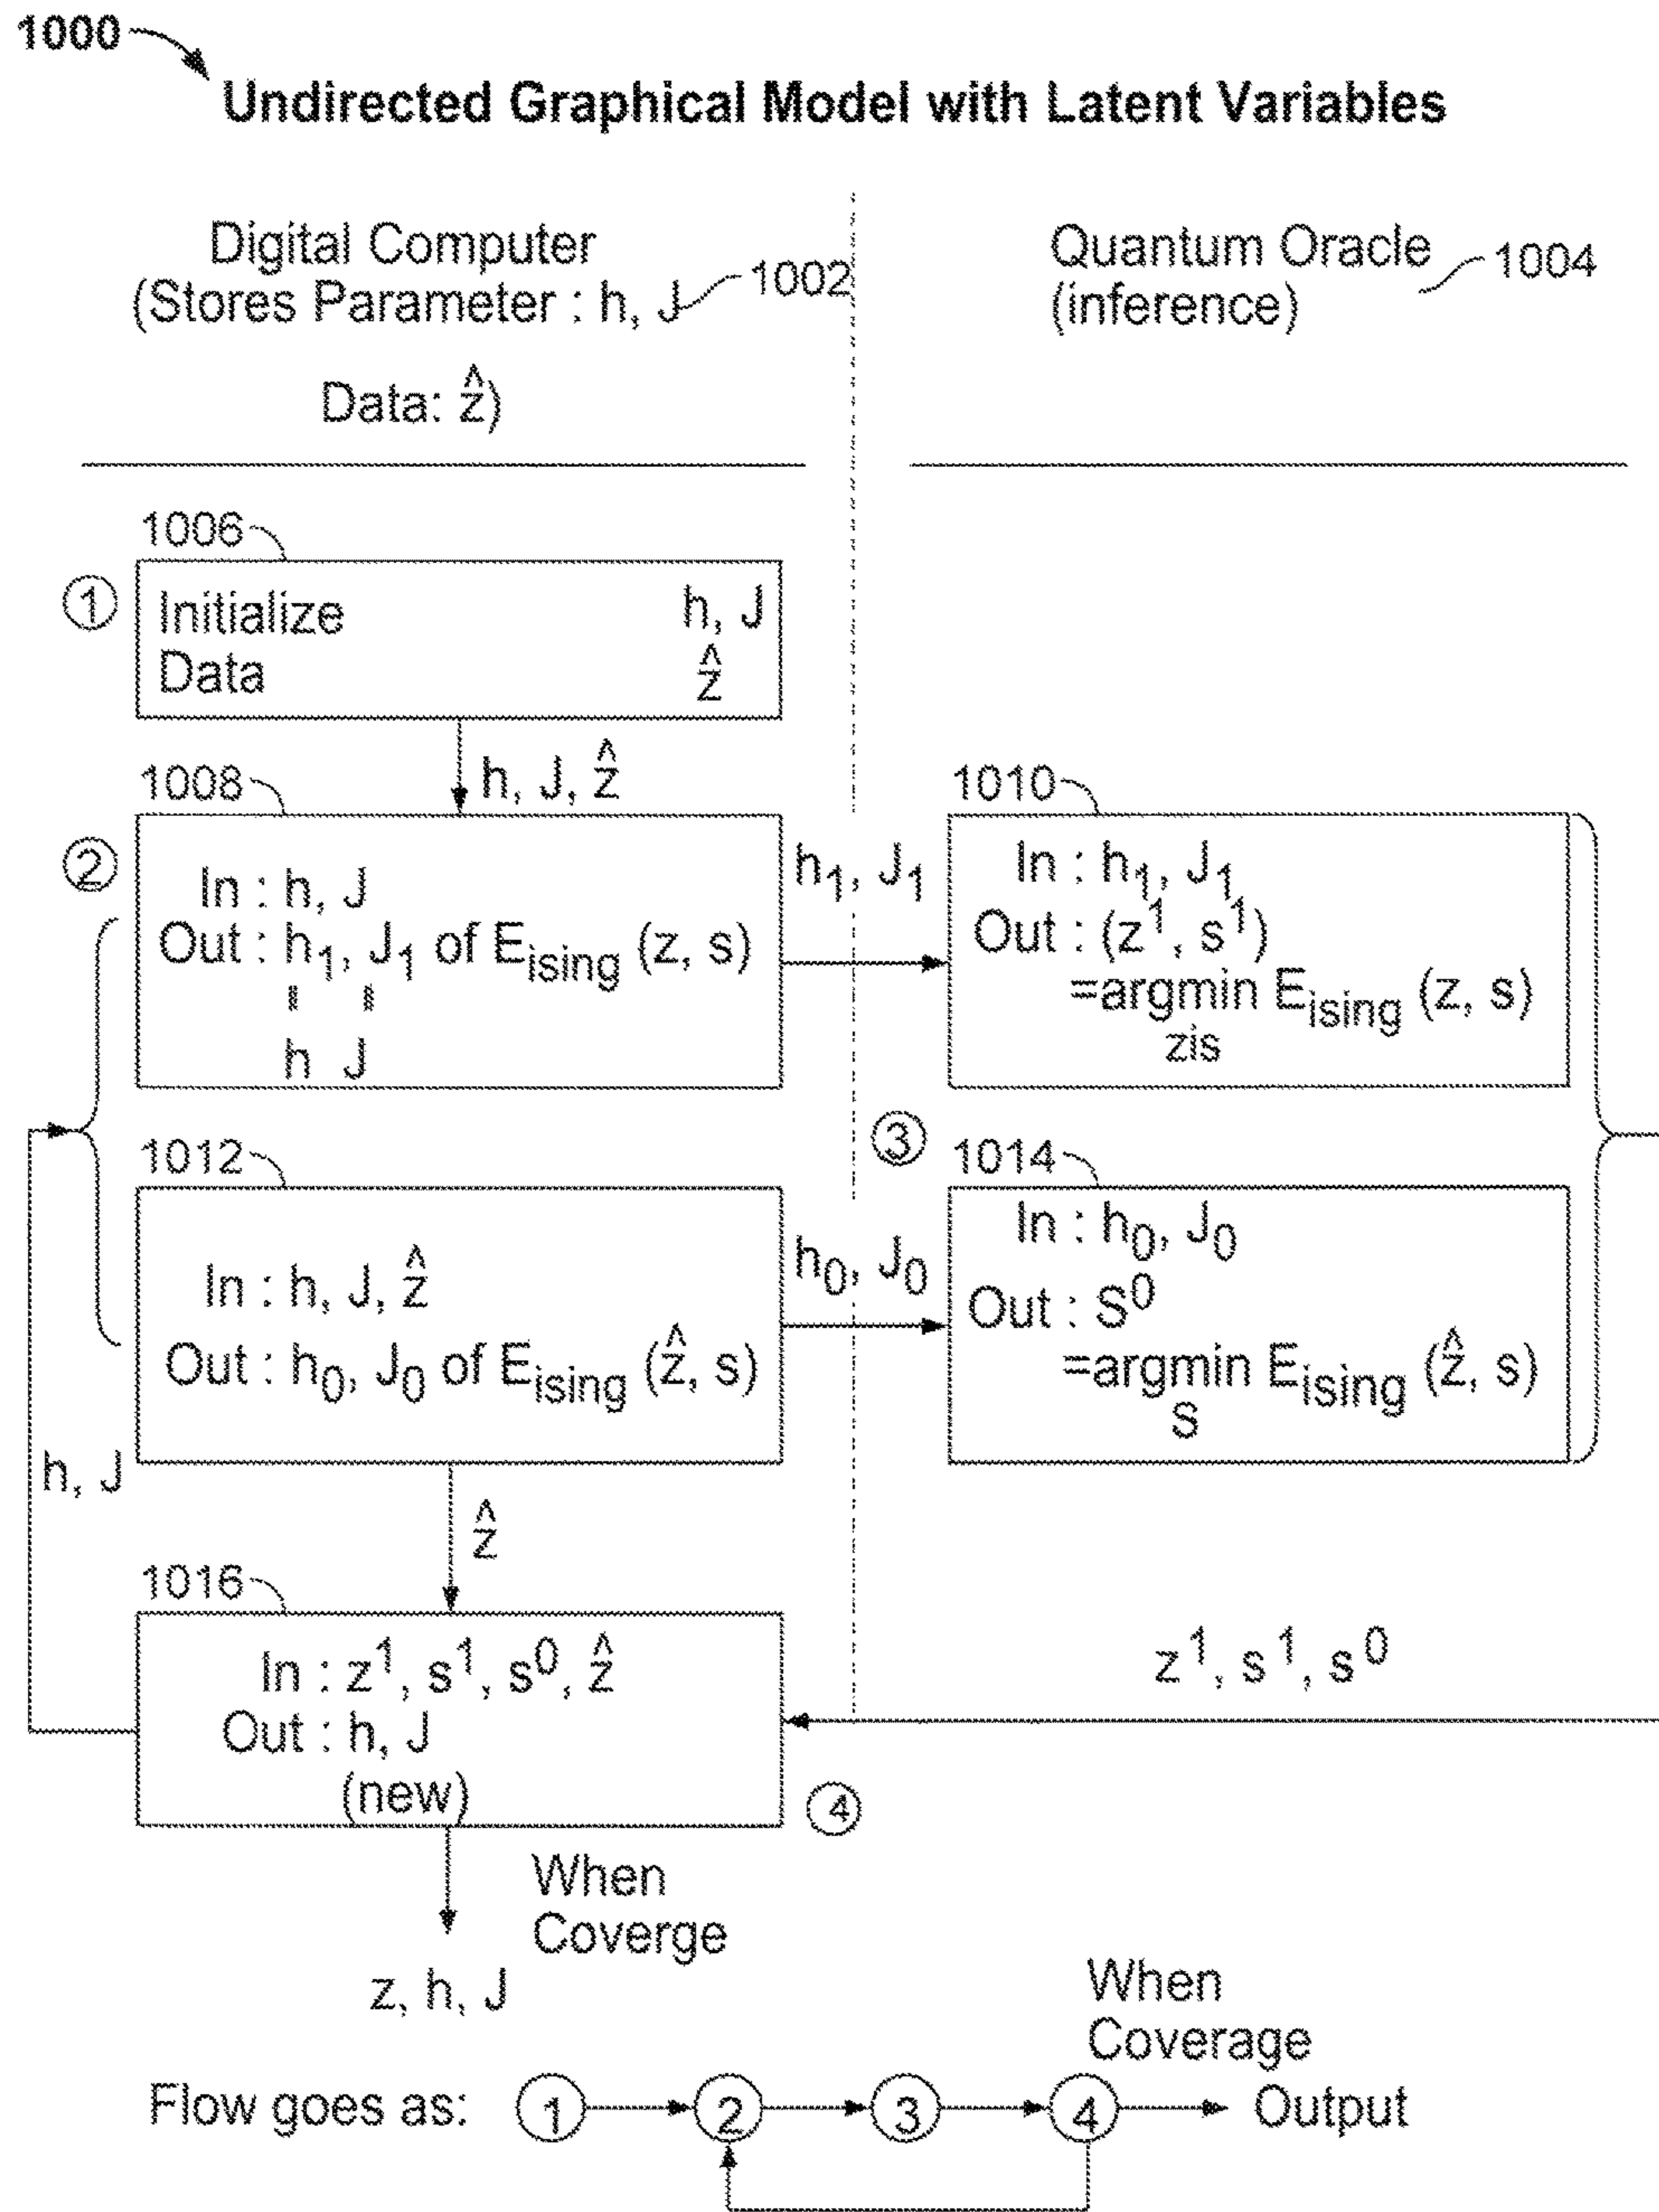 1000
Undirected Graphical Model with Latent Variables
Digital Computer
(Stores Parameter : h, J
1002
Data: ẑ)
Quantum Oracle
(inference)
1004
1006
①
Initialize h, J
Data ẑ
h, J, ẑ
1008
②
In : h, J
Out : h₁, J₁ of E_ising (z, s)
॥ ॥
h J
h₁, J₁
1010
In : h₁, J₁
Out : (z¹, s¹)
=argmin E_ising (z, s)
zis
③
1012
In : h, J, ẑ
Out : h₀, J₀ of E_ising (ẑ, s)
h₀, J₀
1014
In : h₀, J₀
Out : S⁰
=argmin E_ising (ẑ, s)
S
h, J
ẑ
1016
In : z¹, s¹, s⁰, ẑ
Out : h, J
(new)
z¹, s¹, s⁰
④
When
Coverge
z, h, J
When
Coverage
Flow goes as: ① ② ③ ④ Output